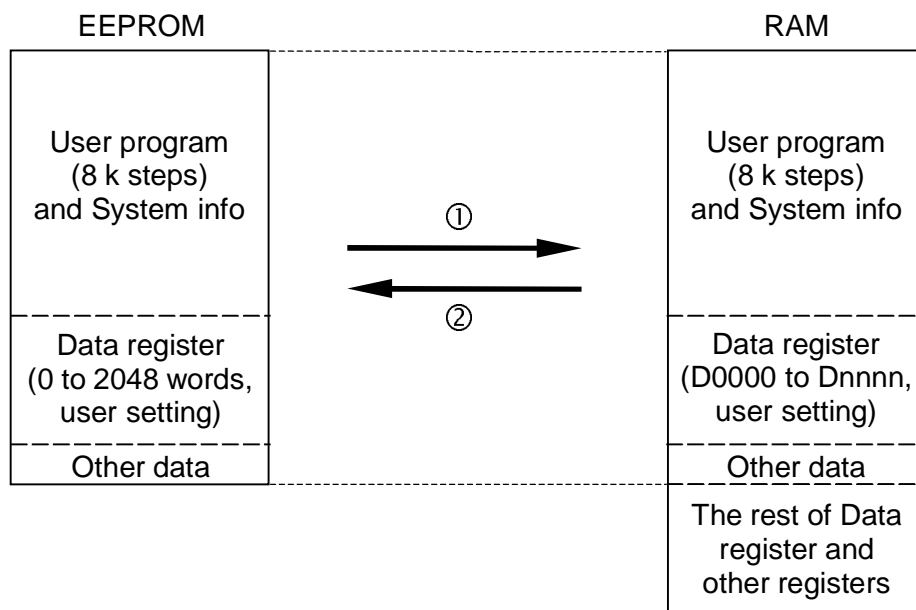 EEPROM
RAM
User program
(8 k steps)
and System info
User program
(8 k steps)
and System info
①
②
Data register
(0 to 2048 words,
user setting)
Data register
(D0000 to Dnnnn,
user setting)
Other data
Other data
The rest of Data
register and
other registers